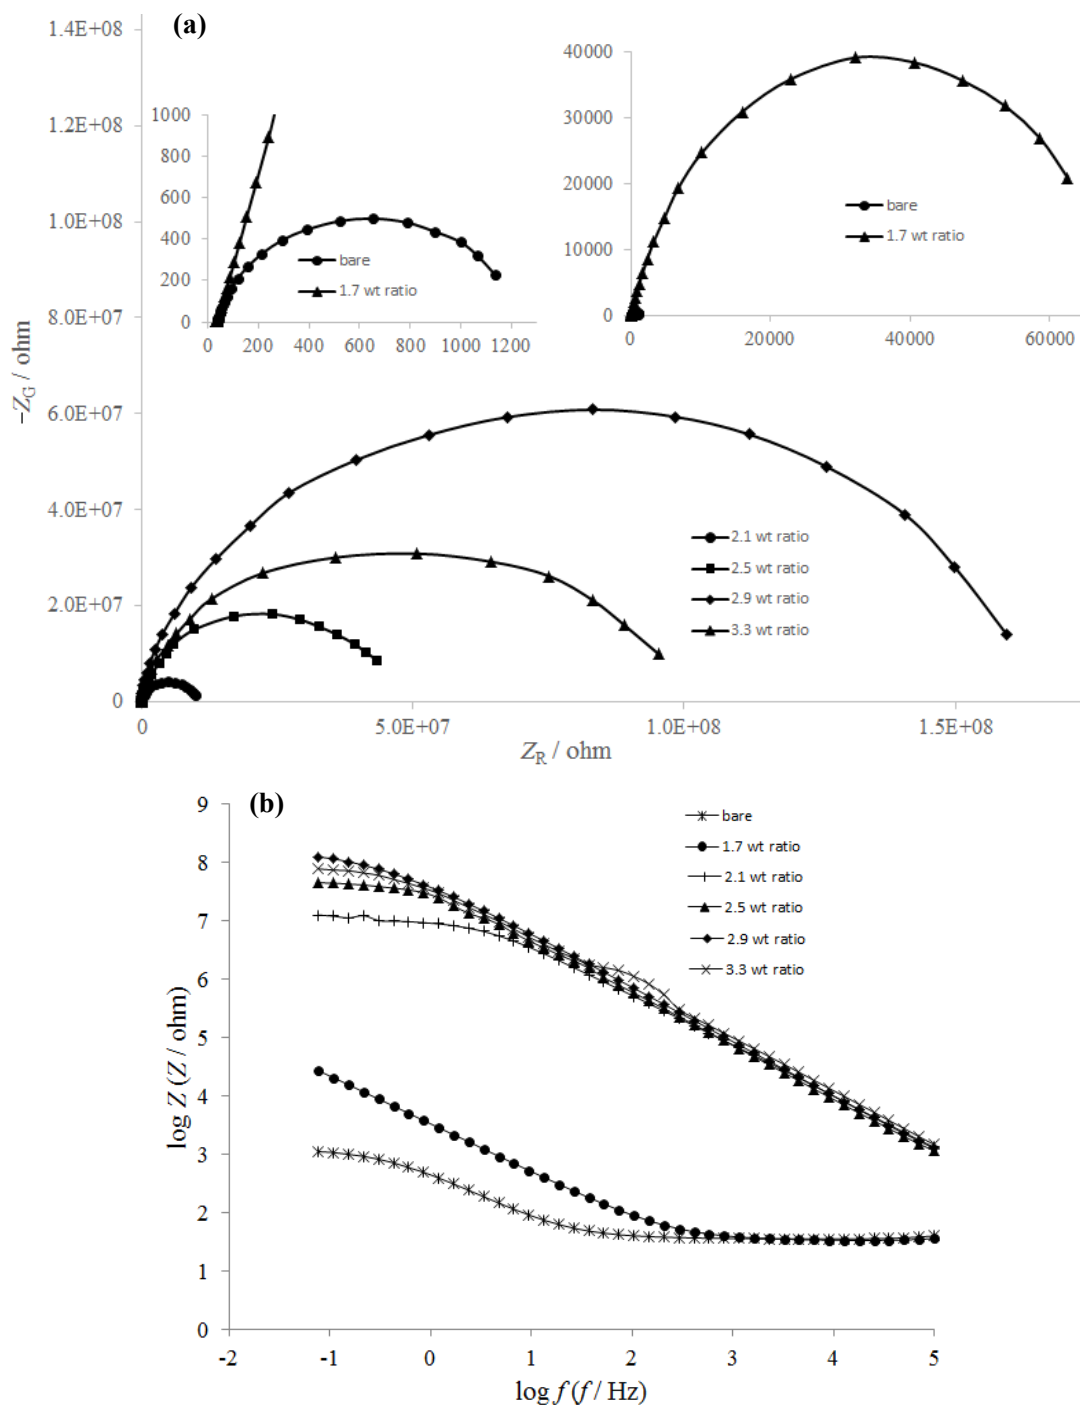 (a)
1.4E+08
1.2E+08
1.0E+08
8.0E+07
6.0E+07
4.0E+07
2.0E+07
0
−Z_G / ohm
0 5.0E+07 1.0E+08 1.5E+08
Z_R / ohm
1000
800
600
400
200
0
0 200 400 600 800 1000 1200
bare
1.7 wt ratio
40000
30000
20000
10000
0
0 20000 40000 60000
bare
1.7 wt ratio
2.1 wt ratio
2.5 wt ratio
2.9 wt ratio
3.3 wt ratio
(b)
9
8
7
6
5
4
3
2
1
0
log Z (Z / ohm)
-2 -1 0 1 2 3 4 5
log f (f / Hz)
bare
1.7 wt ratio
2.1 wt ratio
2.5 wt ratio
2.9 wt ratio
3.3 wt ratio